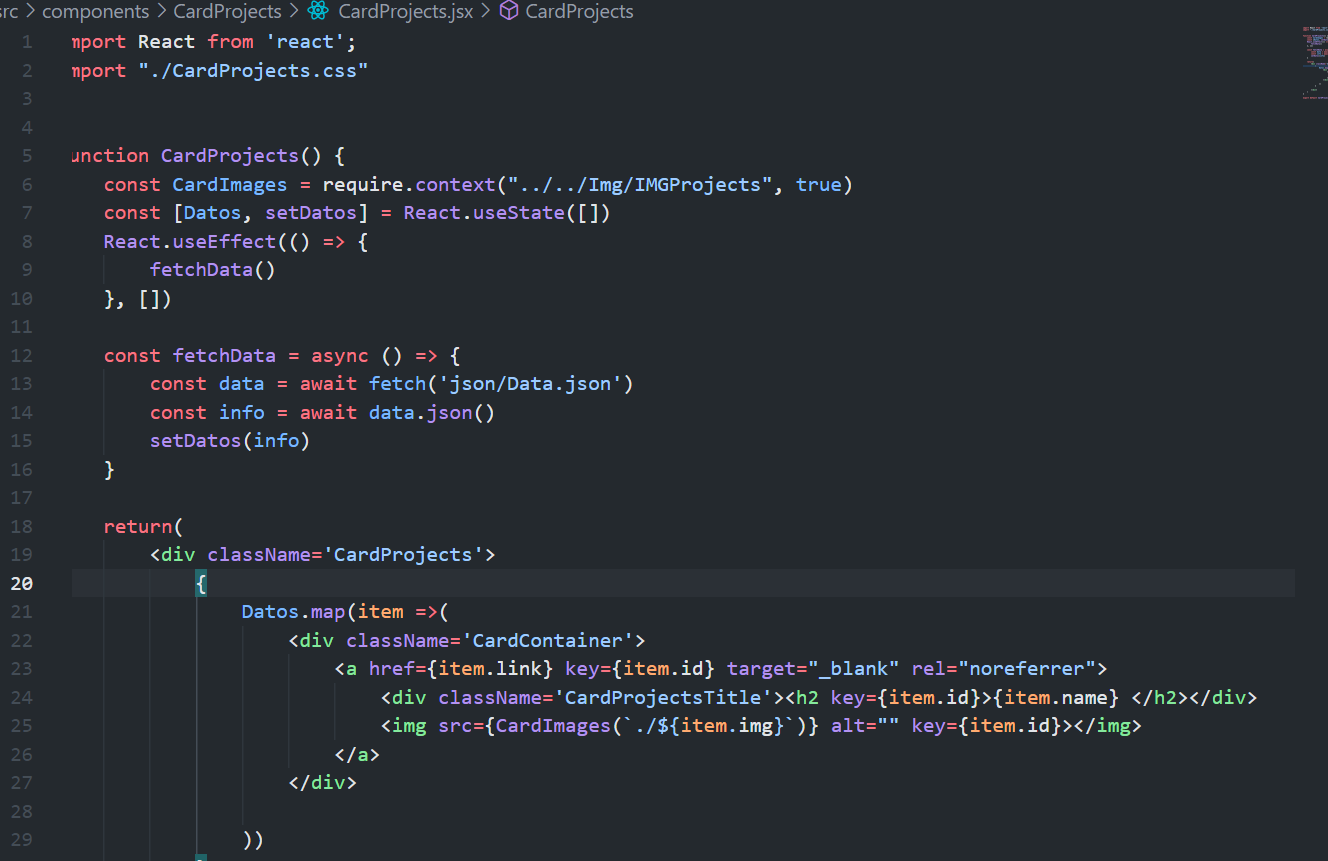 src > components > CardProjects > CardProjects.jsx > CardProjects
1 mport React from 'react';
2 mport "./CardProjects.css"
3
4
5 unction CardProjects() {
6 const CardImages = require.context("../../Img/IMGProjects", true)
7 const [Datos, setDatos] = React.useState([])
8 React.useEffect(() => {
9 fetchData()
10 }, [])
11
12 const fetchData = async () => {
13 const data = await fetch('json/Data.json')
14 const info = await data.json()
15 setDatos(info)
16 }
17
18 return(
19 <div className='CardProjects'>
20 {
21 Datos.map(item =>(
22 <div className='CardContainer'>
23 <a href={item.link} key={item.id} target="_blank" rel="noreferrer">
24 <div className='CardProjectsTitle'><h2 key={item.id}>{item.name} </h2></div>
25 <img src={CardImages(`./${item.img}`)} alt="" key={item.id}></img>
26 </a>
27 </div>
28
29 ))